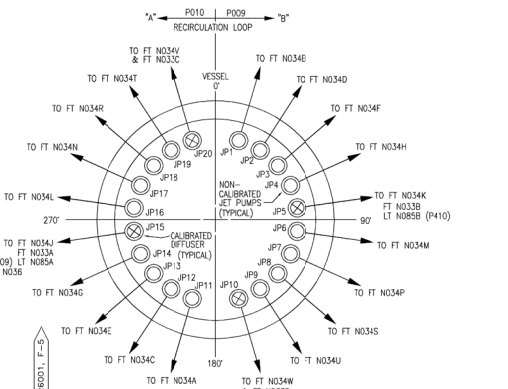 "A" P010 P009 "B"
RECIRCULATION LOOP
TO FT N034V
& FT N033C
TO FT N034B
TO FT N034T
VESSEL
0'
TO FT N034D
TO FT N034R
TO FT N034F
TO FT N034N
TO FT N034H
JP20
JP1
JP19
JP2
JP18
JP3
JP17
JP4
NON-
CALIBRATED
JET PUMPS
(TYPICAL)
TO FT N034L
JP16
JP5
TO FT N034K
FT N033B
LT N085B (P410)
270'
90'
JP15
CALIBRATED
DIFFUSER
(TYPICAL)
JP6
TO FT N034J
FT N033A
09) LT N085A
N036
TO FT N034M
JP14
JP7
JP13
JP8
JP12
JP9
JP11
JP10
TO FT N034G
TO FT N034P
TO FT N034E
TO FT N034S
TO FT N034C
TO FT N034U
180'
TO FT N034A
TO FT N034W
6001, F-5